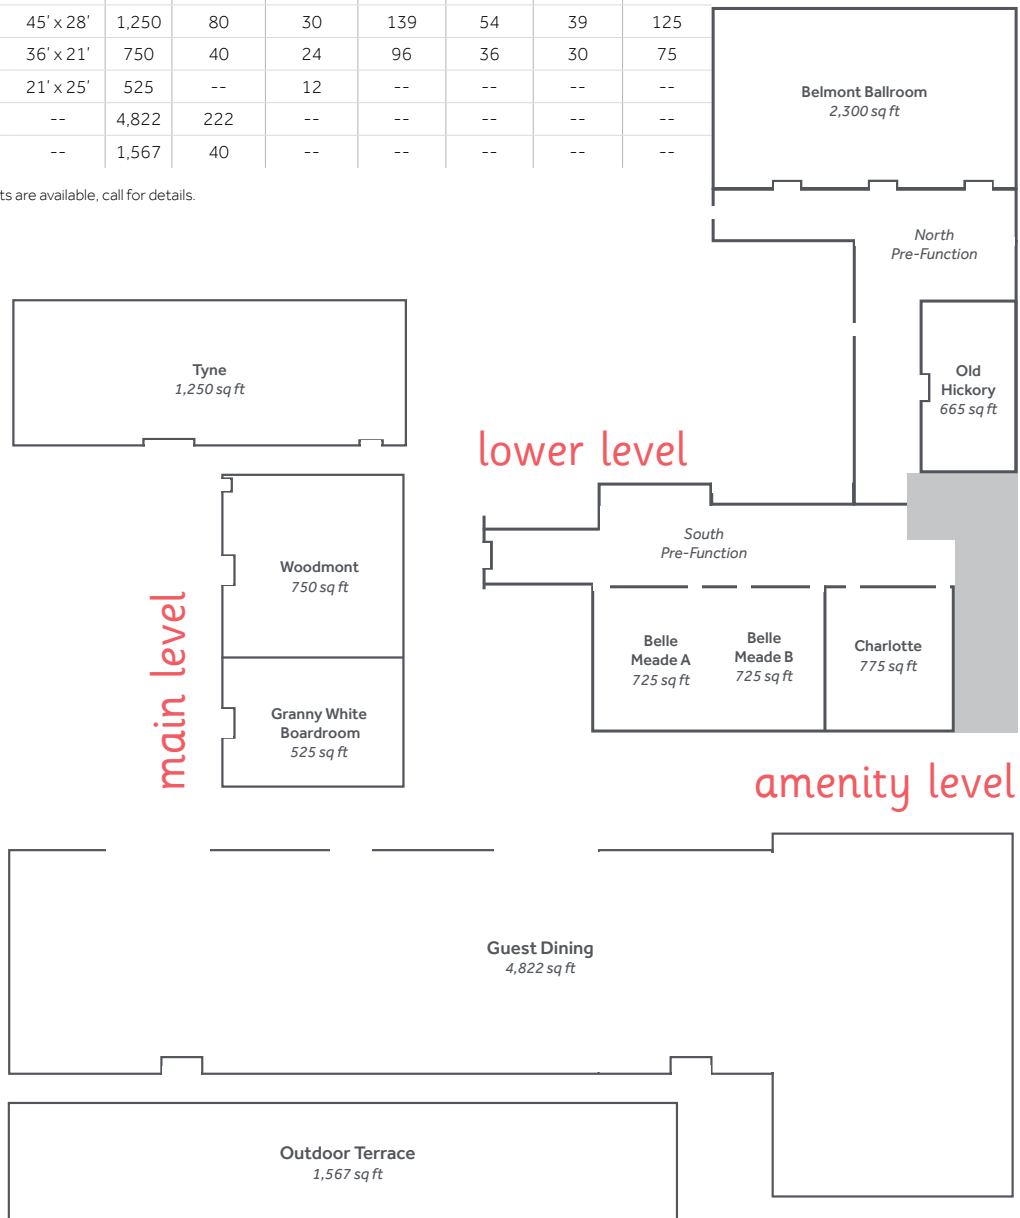 45' x 28' 1,250 80 30 139 54 39 125
36' x 21' 750 40 24 96 36 30 75
21' x 25' 525 -- 12 -- -- -- --
-- 4,822 222 -- -- -- -- --
-- 1,567 40 -- -- -- -- --
ts are available, call for details.
Belmont Ballroom
2,300 sq ft
North
Pre-Function
Tyne
1,250 sq ft
Old
Hickory
665 sq ft
lower level
South
Pre-Function
Woodmont
750 sq ft
main level
Granny White
Boardroom
525 sq ft
Belle
Meade A
725 sq ft
Belle
Meade B
725 sq ft
Charlotte
775 sq ft
amenity level
Guest Dining
4,822 sq ft
Outdoor Terrace
1,567 sq ft